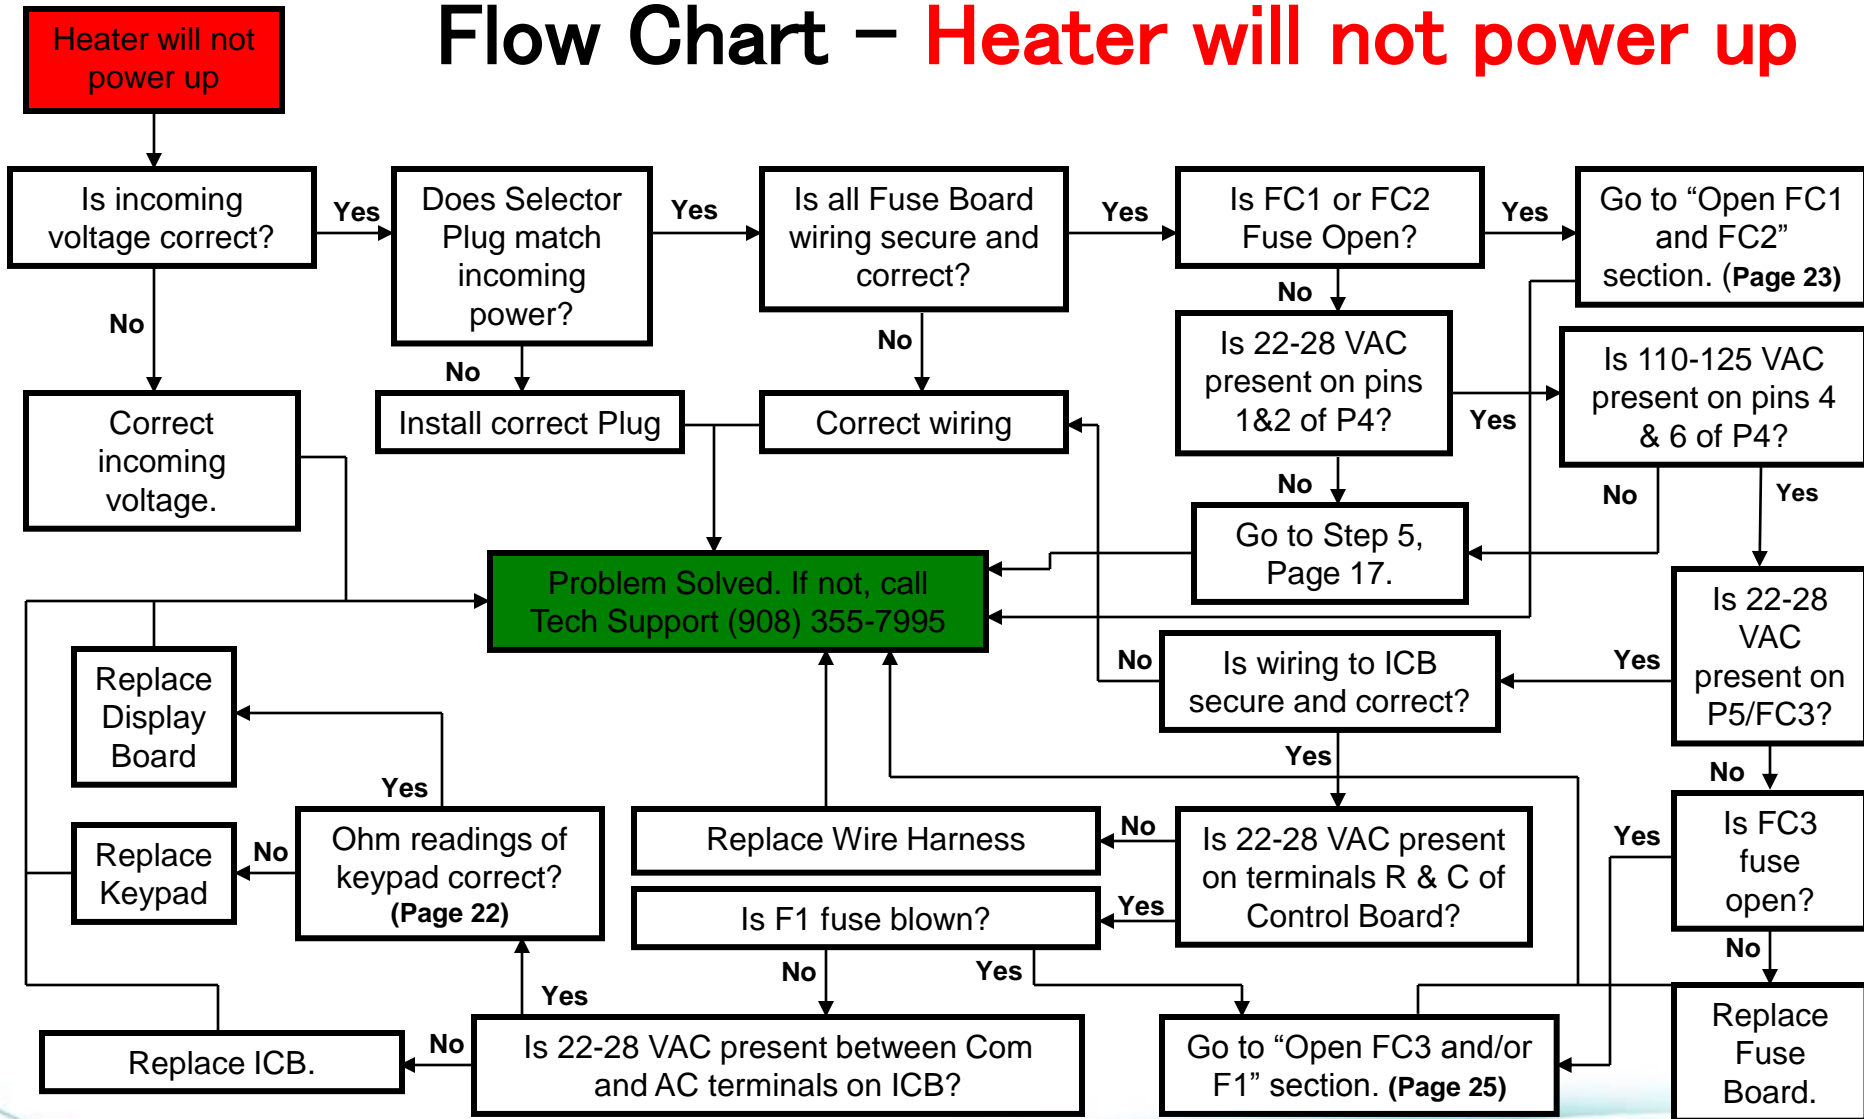 Flow Chart – Heater will not power up
Heater will not
power up
Is incoming
voltage correct?
Yes
No
Does Selector
Plug match
incoming
power?
Yes
No
Is all Fuse Board
wiring secure and
correct?
Yes
No
Is FC1 or FC2
Fuse Open?
Yes
No
Go to “Open FC1
and FC2”
section. (Page 23)
Correct
incoming
voltage.
Install correct Plug
Correct wiring
Is 22-28 VAC
present on pins
1&2 of P4?
Yes
No
Is 110-125 VAC
present on pins 4
& 6 of P4?
No
Yes
Go to Step 5,
Page 17.
Problem Solved. If not, call
Tech Support (908) 355-7995
Is 22-28
VAC
present on
P5/FC3?
Yes
No
Is wiring to ICB
secure and correct?
No
Yes
Replace
Display
Board
Yes
Replace
Keypad
No
Ohm readings of
keypad correct?
(Page 22)
Replace Wire Harness
No
Is 22-28 VAC present
on terminals R & C of
Control Board?
Yes
Is F1 fuse blown?
No
Yes
Is FC3
fuse
open?
Yes
No
Yes
Replace ICB.
No
Is 22-28 VAC present between Com
and AC terminals on ICB?
Go to “Open FC3 and/or
F1” section. (Page 25)
Replace
Fuse
Board.